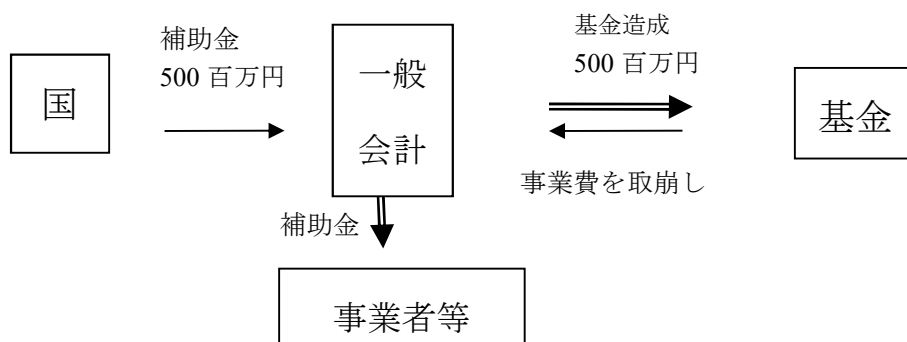 国
補助金
500 百万円
一般
会計
基金造成
500 百万円
事業費を取崩し
基金
補助金
事業者等